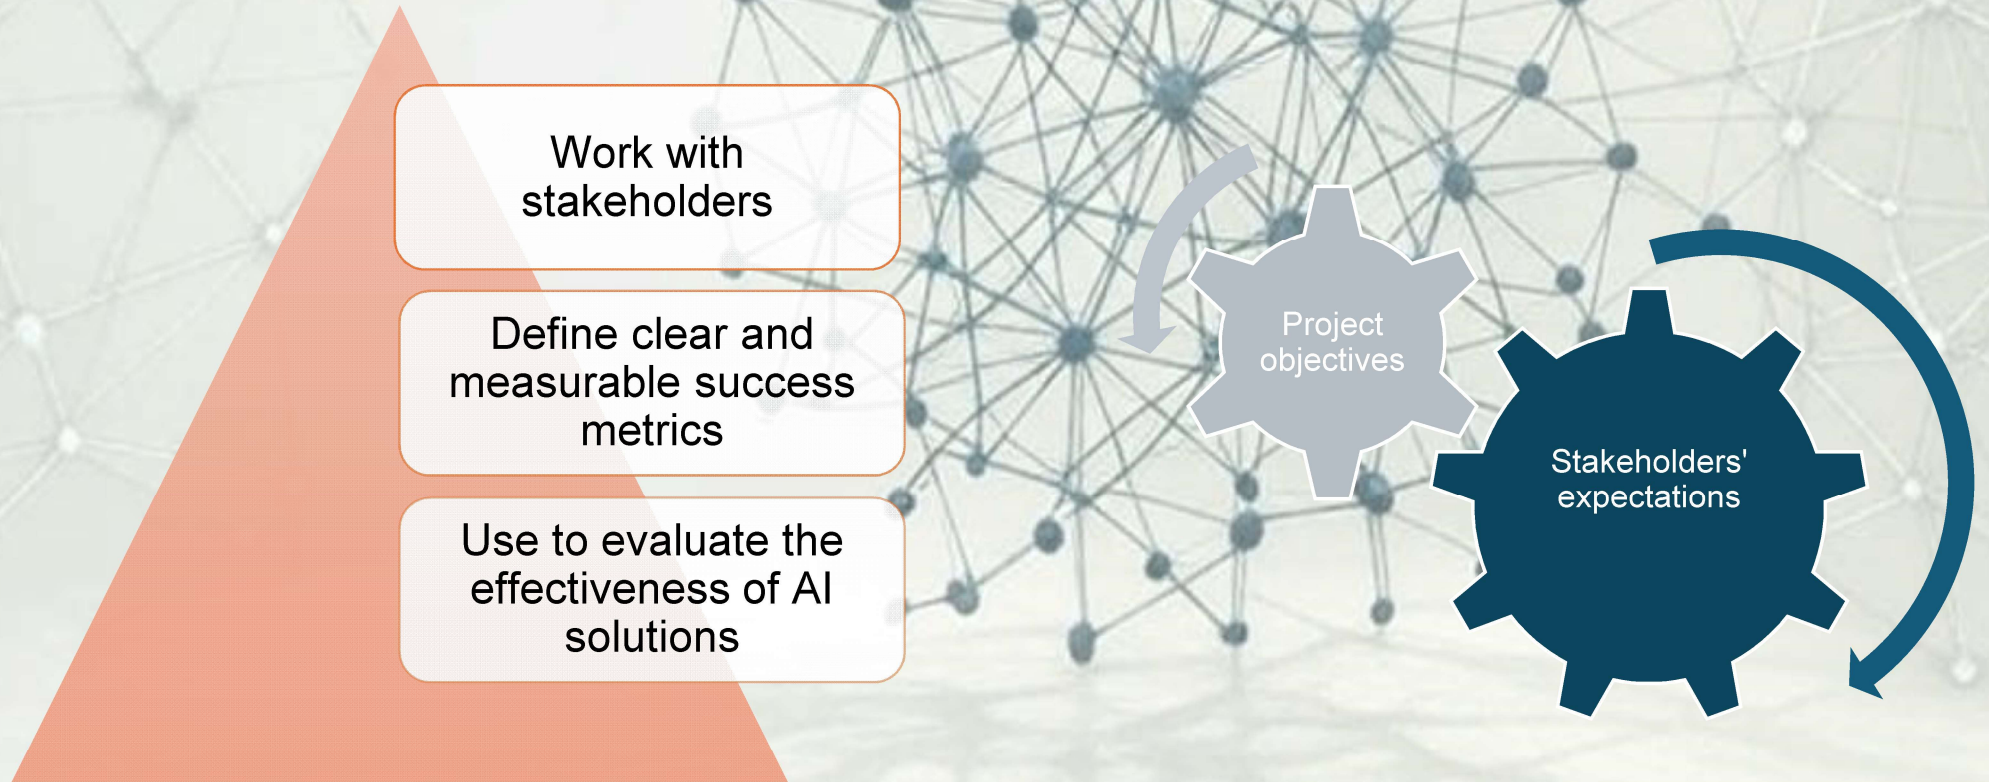 Work with
stakeholders
Define clear and
measurable success
metrics
Use to evaluate the
effectiveness of AI
solutions
Project
objectives
Stakeholders'
expectations